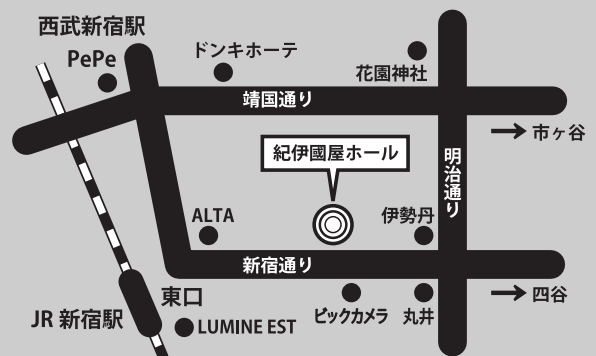 西武新宿駅
PePe
ドンキホーテ
花園神社
靖国通り
市ヶ谷
紀伊國屋ホール
明治通り
ALTA
伊勢丹
新宿通り
東口
四谷
JR 新宿駅
LUMINE EST
ビックカメラ
丸井